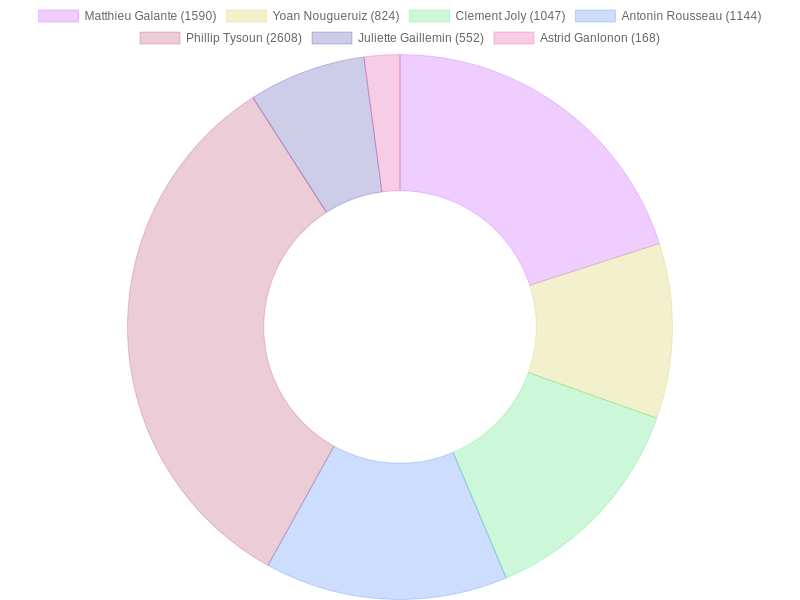 Matthieu Galante (1590) Yoan Nougueruiz (824) Clement Joly (1047) Antonin Rousseau (1144)
Phillip Tysoun (2608) Juliette Gaillemin (552) Astrid Ganlonon (168)